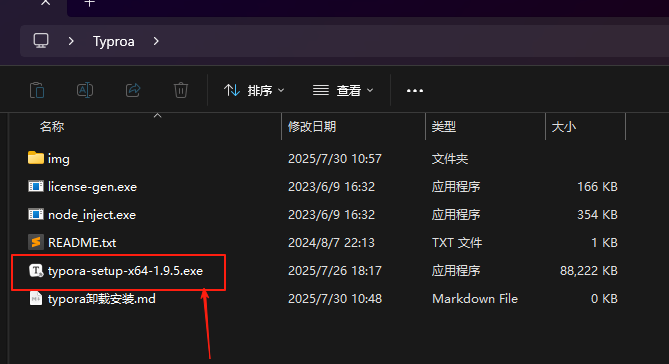 Typroa
排序 查看
名称 修改日期 类型 大小
img 2025/7/30 10:57 文件夹
license-gen.exe 2023/6/9 16:32 应用程序 166 KB
node_inject.exe 2023/6/9 16:32 应用程序 354 KB
README.txt 2024/8/7 22:13 TXT 文件 1 KB
typora-setup-x64-1.9.5.exe 2025/7/26 18:17 应用程序 88,222 KB
typora卸载安装.md 2025/7/30 10:48 Markdown File 0 KB